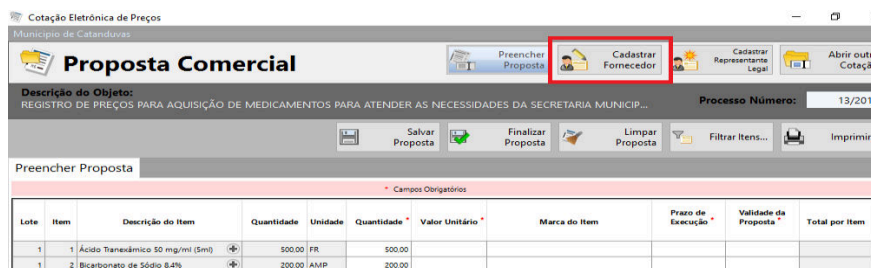 Cotação Eletrônica de Preços
Município de Catanduvas
Proposta Comercial
Preencher
Proposta
Cadastrar
Fornecedor
Cadastrar
Representante
Legal
Abrir outr
Cotaçã
Descrição do Objeto:
REGISTRO DE PREÇOS PARA AQUISIÇÃO DE MEDICAMENTOS PARA ATENDER AS NECESSIDADES DA SECRETARIA MUNICIP...
Processo Número:
13/201
Salvar
Proposta
Finalizar
Proposta
Limpar
Proposta
Filtrar Itens...
Imprimir
Preencher Proposta
* Campos Obrigatórios
Lote Item Descrição do Item Quantidade Unidade Quantidade * Valor Unitário * Marca do Item Prazo de Execução * Validade da Proposta * Total por Item
1 1 Ácido Tranexâmico 50 mg/ml (5ml) 500,00 FR 500,00
1 2 Bicarbonato de Sódio 8.4% 200,00 AMP 200,00